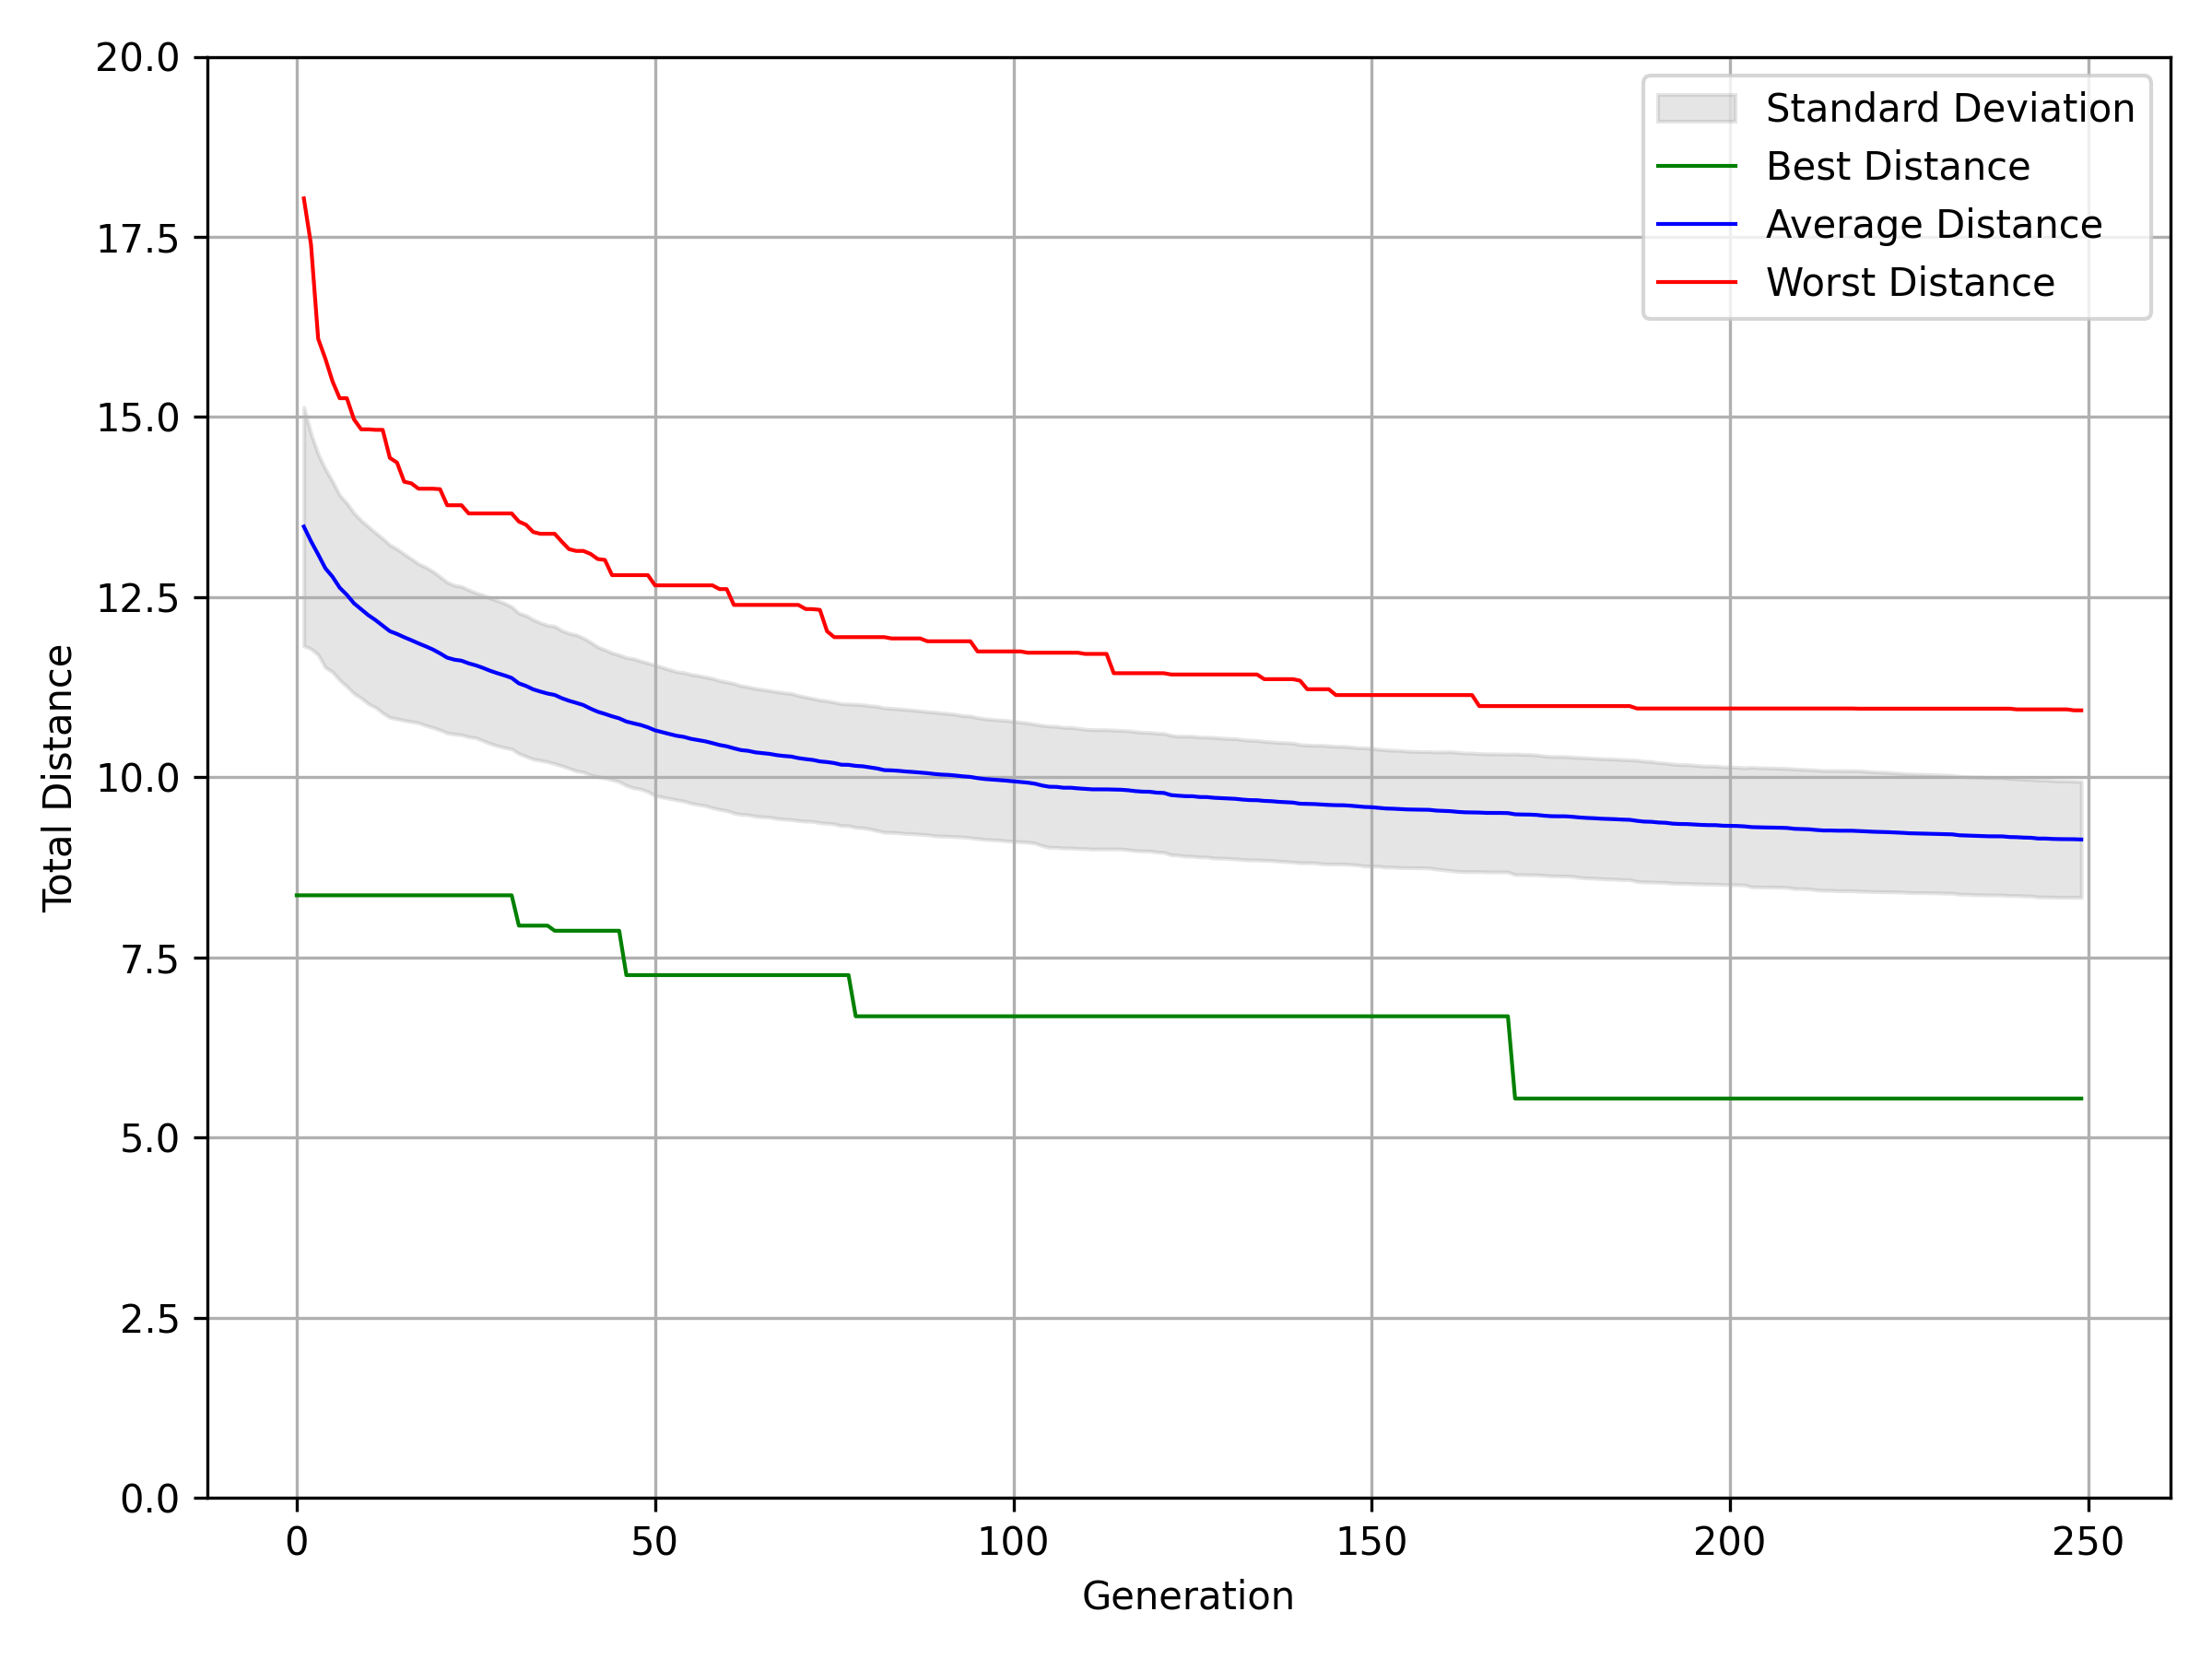 20.0
17.5
15.0
12.5
10.0
7.5
5.0
2.5
0.0
Total Distance
0 50 100 150 200 250
Generation
Standard Deviation
Best Distance
Average Distance
Worst Distance